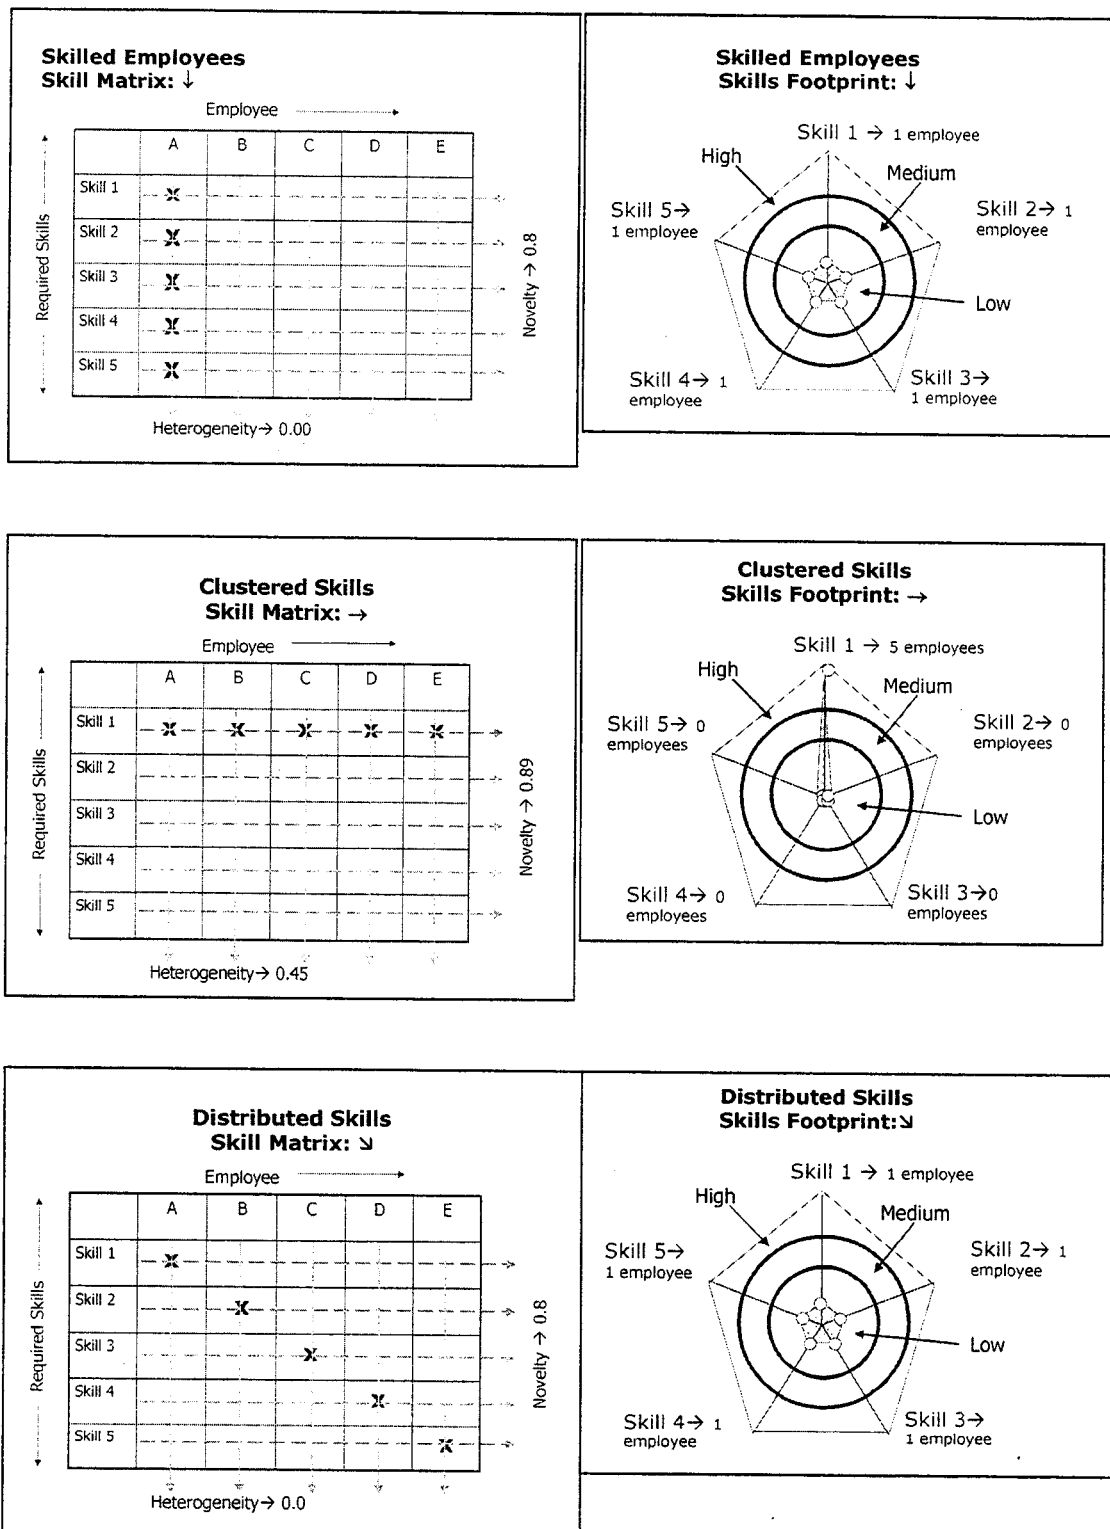 Skilled Employees
Skill Matrix: ↓
Employee
A B C D E
Required Skills
Skill 1
Skill 2
Skill 3
Skill 4
Skill 5
Novelty → 0.8
Heterogeneity→ 0.00
Skilled Employees
Skills Footprint: ↓
Skill 1 → 1 employee
High
Medium
Skill 5→
1 employee
Skill 2→ 1
employee
Low
Skill 4→ 1
employee
Skill 3→
1 employee
Clustered Skills
Skill Matrix: →
Employee
A B C D E
Required Skills
Skill 1
Skill 2
Skill 3
Skill 4
Skill 5
Novelty → 0.89
Heterogeneity→ 0.45
Clustered Skills
Skills Footprint: →
Skill 1 → 5 employees
High
Medium
Skill 5→ 0
employees
Skill 2→ 0
employees
Low
Skill 4→ 0
employees
Skill 3→0
employees
Distributed Skills
Skill Matrix: ↘
Employee
A B C D E
Required Skills
Skill 1
Skill 2
Skill 3
Skill 4
Skill 5
Novelty → 0.8
Heterogeneity→ 0.0
Distributed Skills
Skills Footprint:↘
Skill 1 → 1 employee
High
Medium
Skill 5→
1 employee
Skill 2→ 1
employee
Low
Skill 4→ 1
employee
Skill 3→
1 employee